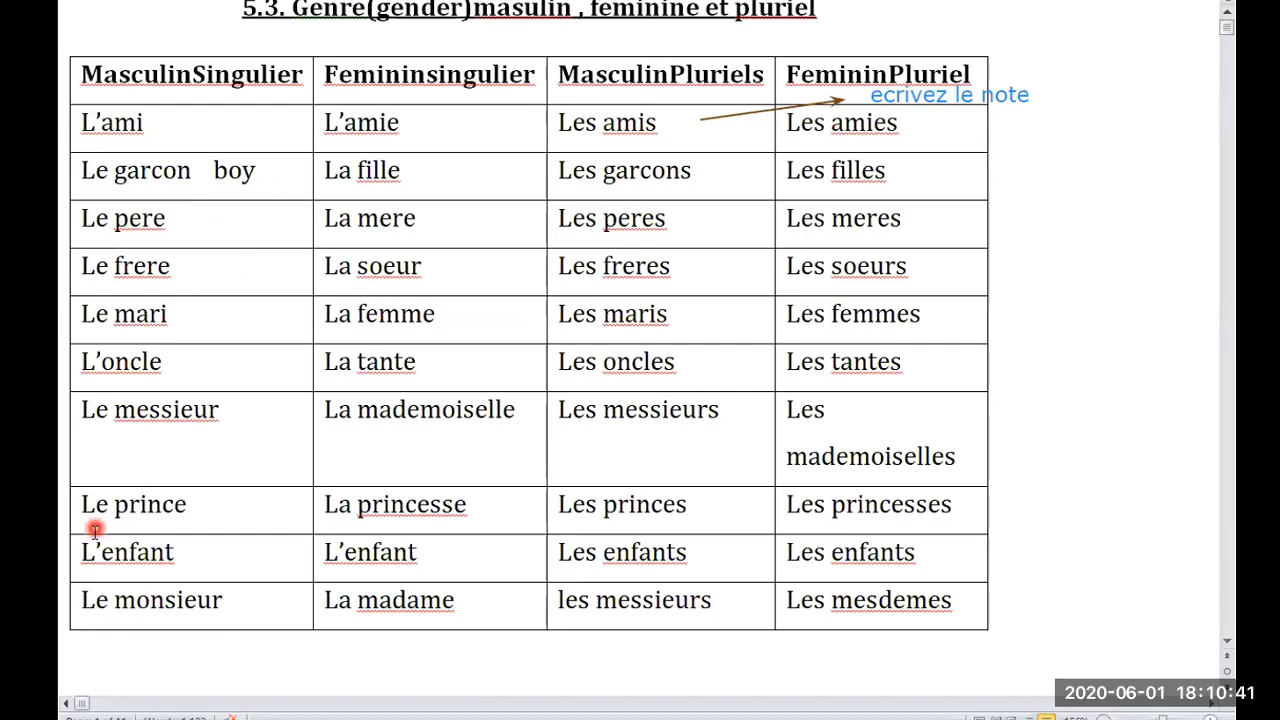 5.3. Genre(gender)masulin , feminine et pluriel
MasculinSingulier Femininsingulier MasculinPluriels FemininPluriel
ecrivez le note
L'ami L'amie Les amis Les amies
Le garcon boy La fille Les garcons Les filles
Le pere La mere Les peres Les meres
Le frere La soeur Les freres Les soeurs
Le mari La femme Les maris Les femmes
L'oncle La tante Les oncles Les tantes
Le messieur La mademoiselle Les messieurs Les
mademoiselles
Le prince La princesse Les princes Les princesses
L'enfant L'enfant Les enfants Les enfants
Le monsieur La madame les messieurs Les mesdemes
2020-06-01 18:10:41